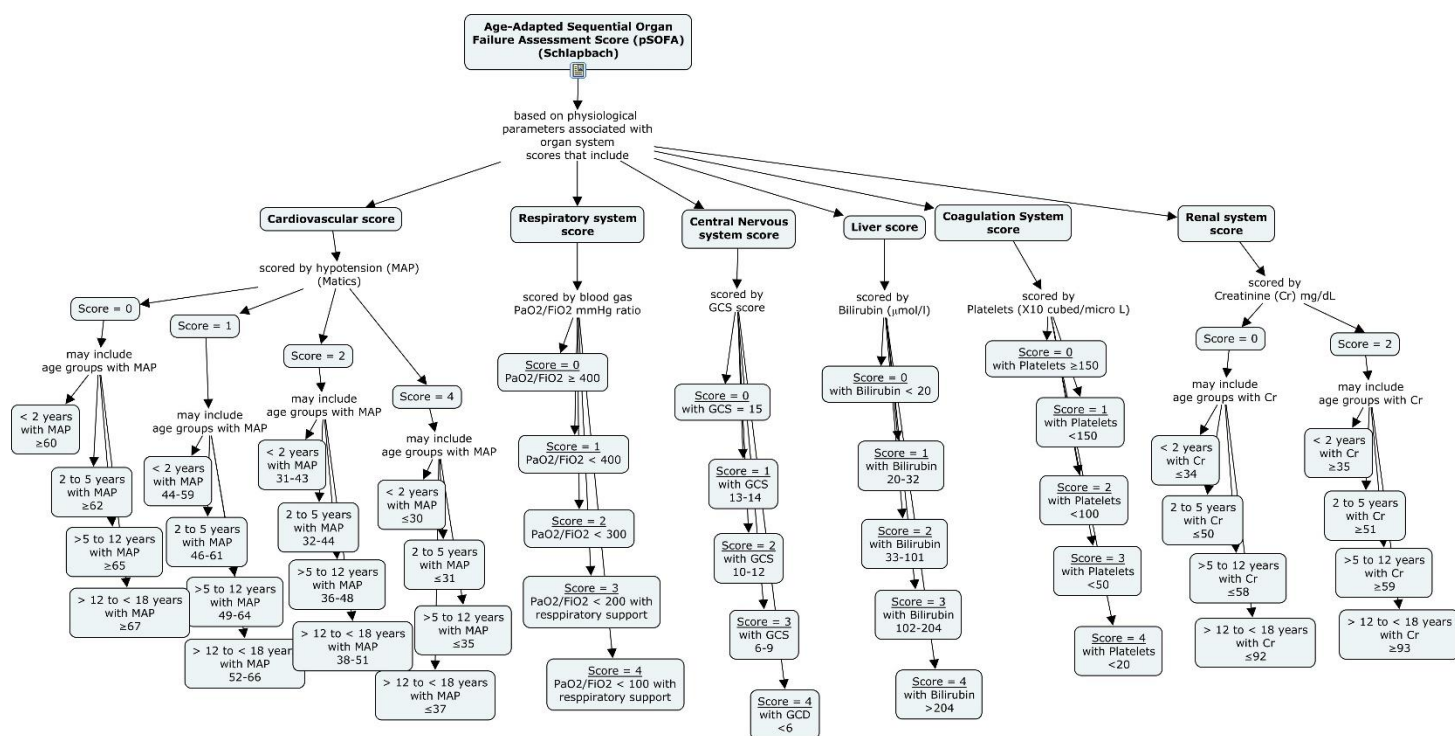 Age-Adapted Sequential Organ
Failure Assessment Score (pSOFA)
(Schlapbach)
based on physiological
parameters associated with
organ system
scores that include
Cardiovascular score
scored by hypotension (MAP)
(Matics)
Score = 0
may include
age groups with MAP
< 2 years
with MAP
≥60
2 to 5 years
with MAP
≥62
>5 to 12 years
with MAP
≥65
> 12 to < 18 years
with MAP
≥67
Score = 1
may include
age groups with MAP
< 2 years
with MAP
44-59
2 to 5 years
with MAP
46-61
>5 to 12 years
with MAP
49-64
> 12 to < 18 years
with MAP
52-66
Score = 2
may include
age groups with MAP
< 2 years
with MAP
31-43
2 to 5 years
with MAP
32-44
>5 to 12 years
with MAP
36-48
> 12 to < 18 years
with MAP
38-51
Score = 4
may include
age groups with MAP
< 2 years
with MAP
≤30
2 to 5 years
with MAP
≤31
>5 to 12 years
with MAP
≤35
> 12 to < 18 years
with MAP
≤37
Respiratory system
score
scored by blood gas
PaO2/FiO2 mmHg ratio
Score = 0
PaO2/FiO2 ≥ 400
Score = 1
PaO2/FiO2 < 400
Score = 2
PaO2/FiO2 < 300
Score = 3
PaO2/FiO2 < 200 with
resppiratory support
Score = 4
PaO2/FiO2 < 100 with
resppiratory support
Central Nervous
system score
scored by
GCS score
Score = 0
with GCS = 15
Score = 1
with GCS
13-14
Score = 2
with GCS
10-12
Score = 3
with GCS
6-9
Score = 4
with GCD
<6
Liver score
scored by
Bilirubin (μmol/l)
Score = 0
with Bilirubin < 20
Score = 1
with Bilirubin
20-32
Score = 2
with Bilirubin
33-101
Score = 3
with Bilirubin
102-204
Score = 4
with Bilirubin
>204
Coagulation System
score
scored by
Platelets (X10 cubed/micro L)
Score = 0
with Platelets ≥150
Score = 1
with Platelets
<150
Score = 2
with Platelets
<100
Score = 3
with Platelets
<50
Score = 4
with Platelets
<20
Renal system
score
scored by
Creatinine (Cr) mg/dL
Score = 0
may include
age groups with Cr
< 2 years
with Cr
≤34
2 to 5 years
with Cr
≤50
>5 to 12 years
with Cr
≤58
> 12 to < 18 years
with Cr
≤92
Score = 2
may include
age groups with Cr
< 2 years
with Cr
≥35
2 to 5 years
with Cr
≥51
>5 to 12 years
with Cr
≥59
> 12 to < 18 years
with Cr
≥93